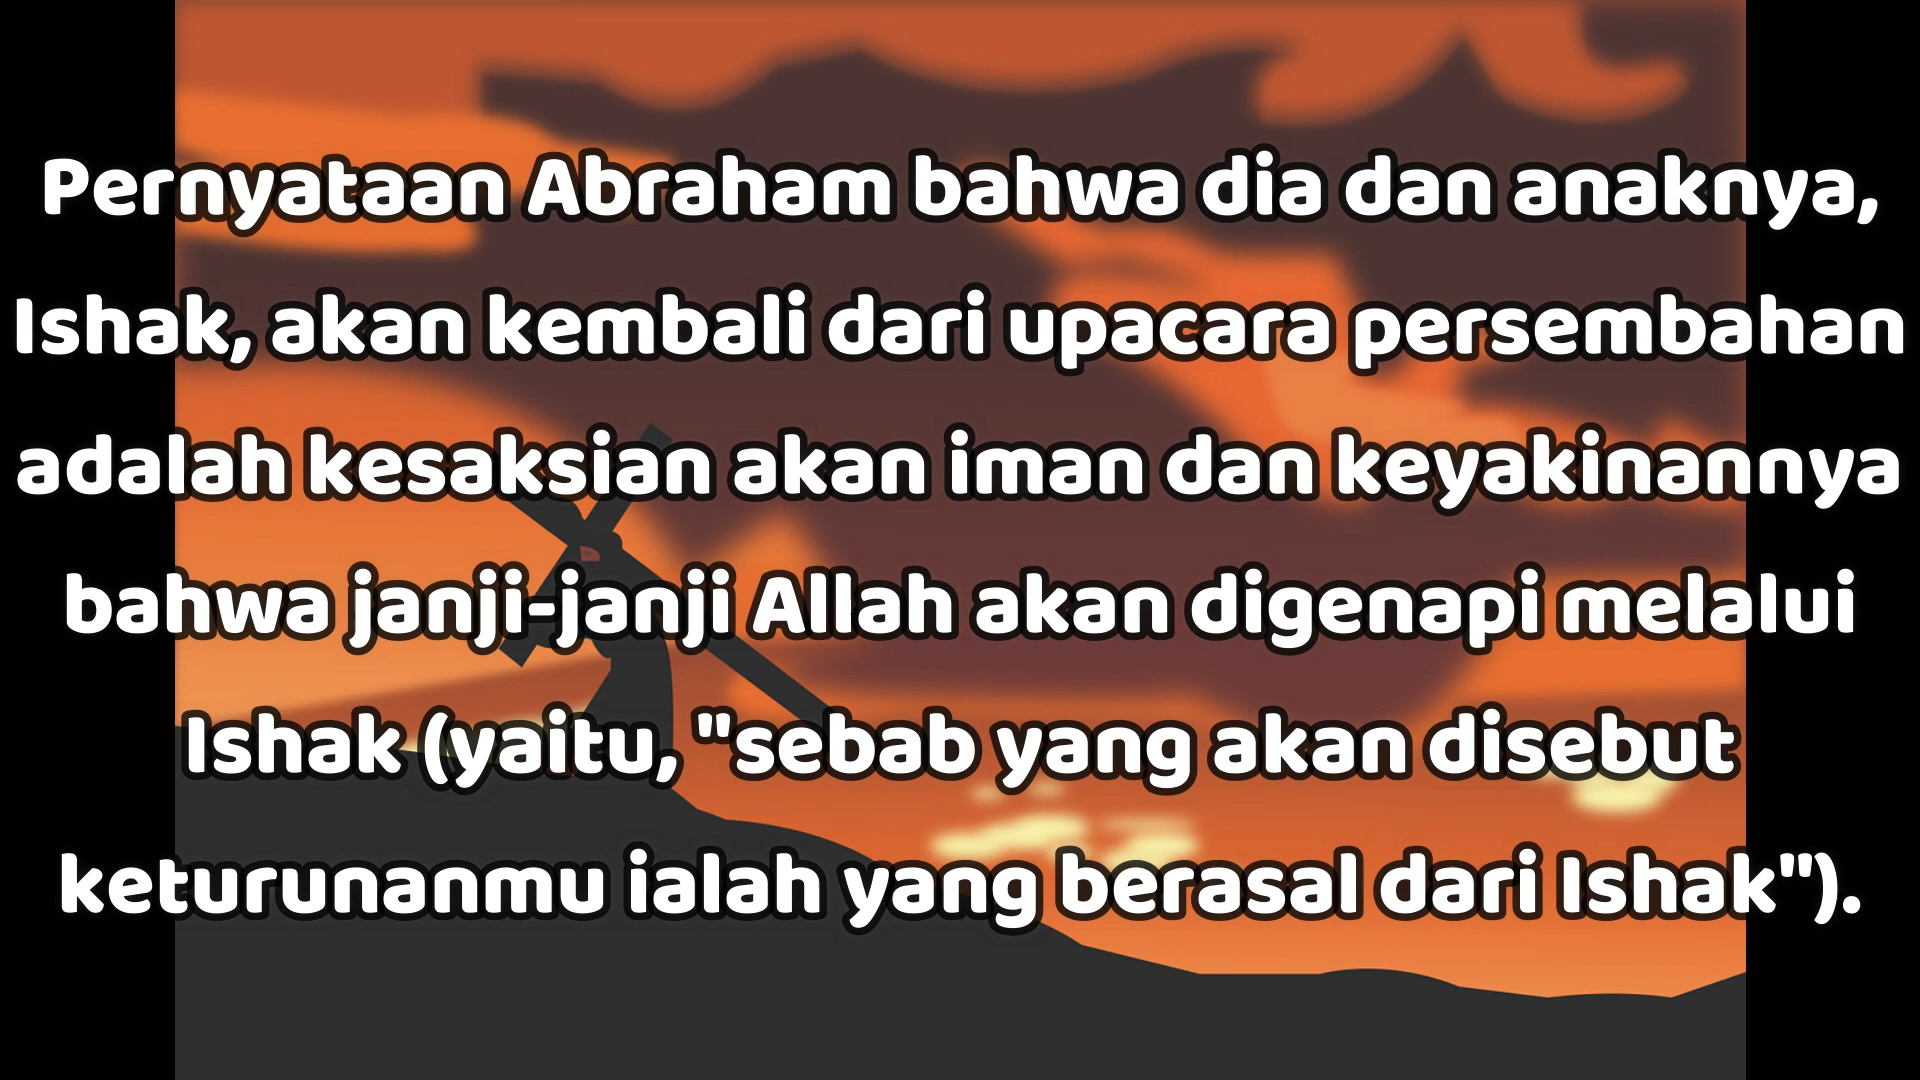 Pernyataan Abraham bahwa dia dan anaknya,
Ishak, akan kembali dari upacara persembahan
adalah kesaksian akan iman dan keyakinannya
bahwa janji-janji Allah akan digenapi melalui
Ishak (yaitu, "sebab yang akan disebut
keturunanmu ialah yang berasal dari Ishak").